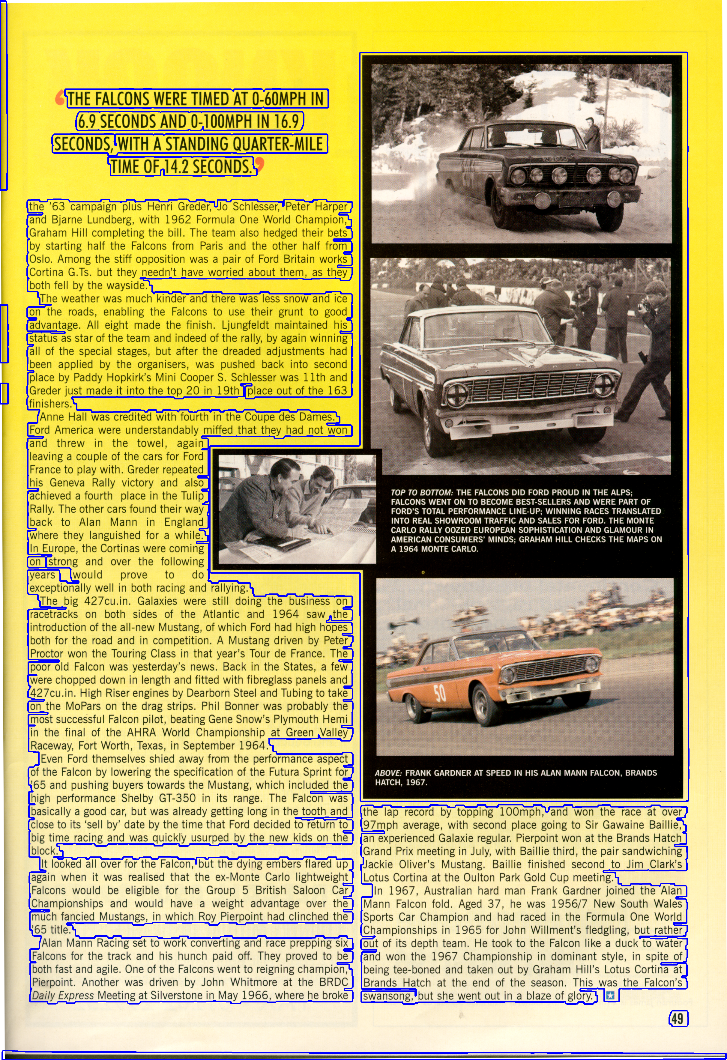 ‘THE FALCONS WERE TIMED AT 0-60MPH IN
6.9 SECONDS AND 0-100MPH IN 16.9
SECONDS, WITH A STANDING QUARTER-MILE
TIME OF 14.2 SECONDS.’
the '63 campaign plus Henri Greder, Jo Schlesser, Peter Harper
and Bjarne Lundberg, with 1962 Formula One World Champion,
Graham Hill completing the bill. The team also hedged their bets
by starting half the Falcons from Paris and the other half from
Oslo. Among the stiff opposition was a pair of Ford Britain works
Cortina G.Ts. but they needn't have worried about them, as they
both fell by the wayside.
The weather was much kinder and there was less snow and ice
on the roads, enabling the Falcons to use their grunt to good
advantage. All eight made the finish. Ljungfeldt maintained his
status as star of the team and indeed of the rally, by again winning
all of the special stages, but after the dreaded adjustments had
been applied by the organisers, was pushed back into second
place by Paddy Hopkirk's Mini Cooper S. Schlesser was 11th and
Greder just made it into the top 20 in 19th place out of the 163
finishers.
Anne Hall was credited with fourth in the Coupe des Dames.
Ford America were understandably miffed that they had not won
and threw in the towel, again
leaving a couple of the cars for Ford
France to play with. Greder repeated
his Geneva Rally victory and also
achieved a fourth place in the Tulip
Rally. The other cars found their way
back to Alan Mann in England
where they languished for a while.
In Europe, the Cortinas were coming
on strong and over the following
years would prove to do
exceptionally well in both racing and rallying.
The big 427cu.in. Galaxies were still doing the business on
racetracks on both sides of the Atlantic and 1964 saw the
introduction of the all-new Mustang, of which Ford had high hopes
both for the road and in competition. A Mustang driven by Peter
Proctor won the Touring Class in that year's Tour de France. The
poor old Falcon was yesterday's news. Back in the States, a few
were chopped down in length and fitted with fibreglass panels and
427cu.in. High Riser engines by Dearborn Steel and Tubing to take
on the MoPars on the drag strips. Phil Bonner was probably the
most successful Falcon pilot, beating Gene Snow's Plymouth Hemi
in the final of the AHRA World Championship at Green Valley
Raceway, Fort Worth, Texas, in September 1964.
Even Ford themselves shied away from the performance aspect
of the Falcon by lowering the specification of the Futura Sprint for
'65 and pushing buyers towards the Mustang, which included the
high performance Shelby GT-350 in its range. The Falcon was
basically a good car, but was already getting long in the tooth and
close to its 'sell by' date by the time that Ford decided to return to
big time racing and was quickly usurped by the new kids on the
block.
It looked all over for the Falcon, but the dying embers flared up
again when it was realised that the ex-Monte Carlo lightweight
Falcons would be eligible for the Group 5 British Saloon Car
Championships and would have a weight advantage over the
much fancied Mustangs, in which Roy Pierpoint had clinched the
'65 title.
Alan Mann Racing set to work converting and race prepping six
Falcons for the track and his hunch paid off. They proved to be
both fast and agile. One of the Falcons went to reigning champion,
Pierpoint. Another was driven by John Whitmore at the BRDC
Daily Express Meeting at Silverstone in May 1966, where he broke
TOP TO BOTTOM: THE FALCONS DID FORD PROUD IN THE ALPS;
FALCONS WENT ON TO BECOME BEST-SELLERS AND WERE PART OF
FORD'S TOTAL PERFORMANCE LINE-UP; WINNING RACES TRANSLATED
INTO REAL SHOWROOM TRAFFIC AND SALES FOR FORD. THE MONTE
CARLO RALLY OOZED EUROPEAN SOPHISTICATION AND GLAMOUR IN
AMERICAN CONSUMERS' MINDS; GRAHAM HILL CHECKS THE MAPS ON
A 1964 MONTE CARLO.
50
ABOVE: FRANK GARDNER AT SPEED IN HIS ALAN MANN FALCON, BRANDS
HATCH, 1967.
the lap record by topping 100mph, and won the race at over
97mph average, with second place going to Sir Gawaine Baillie,
an experienced Galaxie regular. Pierpoint won at the Brands Hatch
Grand Prix meeting in July, with Baillie third, the pair sandwiching
Jackie Oliver's Mustang. Baillie finished second to Jim Clark's
Lotus Cortina at the Oulton Park Gold Cup meeting.
In 1967, Australian hard man Frank Gardner joined the Alan
Mann Falcon fold. Aged 37, he was 1956/7 New South Wales
Sports Car Champion and had raced in the Formula One World
Championships in 1965 for John Willment's fledgling, but rather
out of its depth team. He took to the Falcon like a duck to water
and won the 1967 Championship in dominant style, in spite of
being tee-boned and taken out by Graham Hill's Lotus Cortina at
Brands Hatch at the end of the season. This was the Falcon's
swansong, but she went out in a blaze of glory.
49